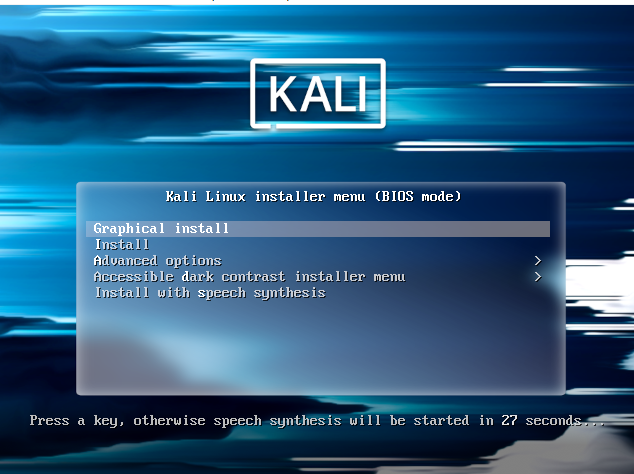 KALI
Kali Linux installer menu (BIOS mode)
Graphical install
Install
Advanced options >
Accessible dark contrast installer menu >
Install with speech synthesis
Press a key, otherwise speech synthesis will be started in 27 seconds...